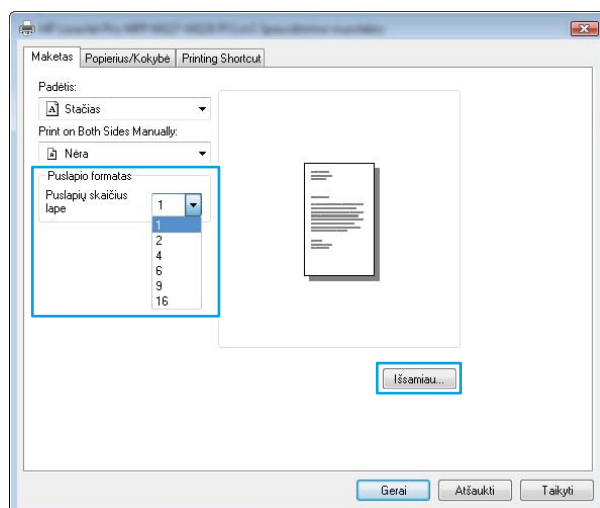 Maketas Popierius/Kokybė Printing Shortcut
Padėtis:
Stačias
Print on Both Sides Manually:
Nėra
Puslapio formatas
Puslapių skaičius
lape
1
1
2
4
6
9
16
Išsamiau...
Gerai Atšaukti Taikyti